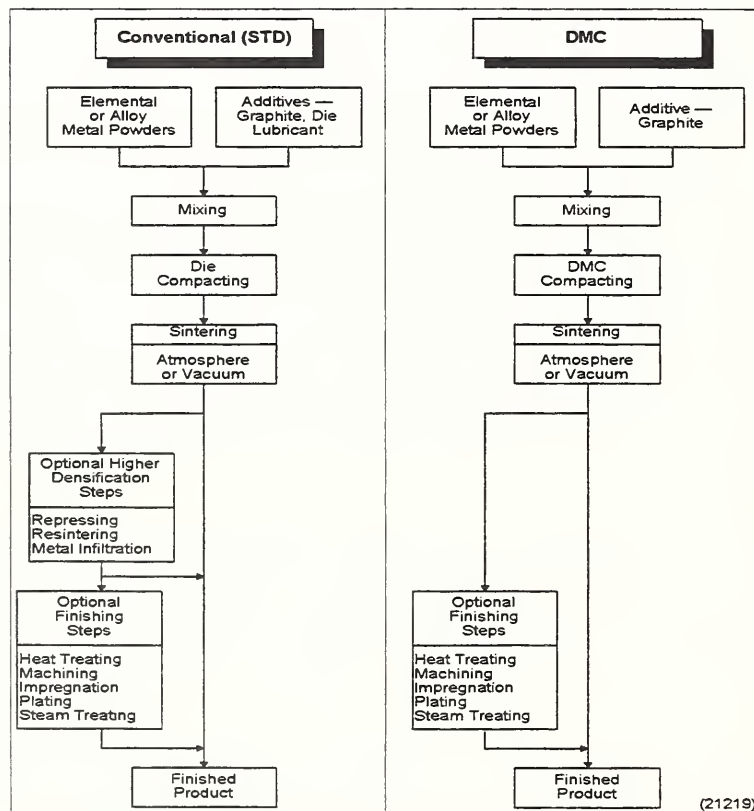 Conventional (STD)
Elemental
or Alloy
Metal Powders
Additives —
Graphite, Die
Lubricant
Mixing
Die
Compacting
Sintering
Atmosphere
or Vacuum
Optional Higher
Densification
Steps
Repressing
Resintering
Metal Infiltration
Optional
Finishing
Steps
Heat Treating
Machining
Impregnation
Plating
Steam Treating
Finished
Product
DMC
Elemental
or Alloy
Metal Powders
Additive —
Graphite
Mixing
DMC
Compacting
Sintering
Atmosphere
or Vacuum
Optional
Finishing
Steps
Heat Treating
Machining
Impregnation
Plating
Steam Treating
Finished
Product
(21219)